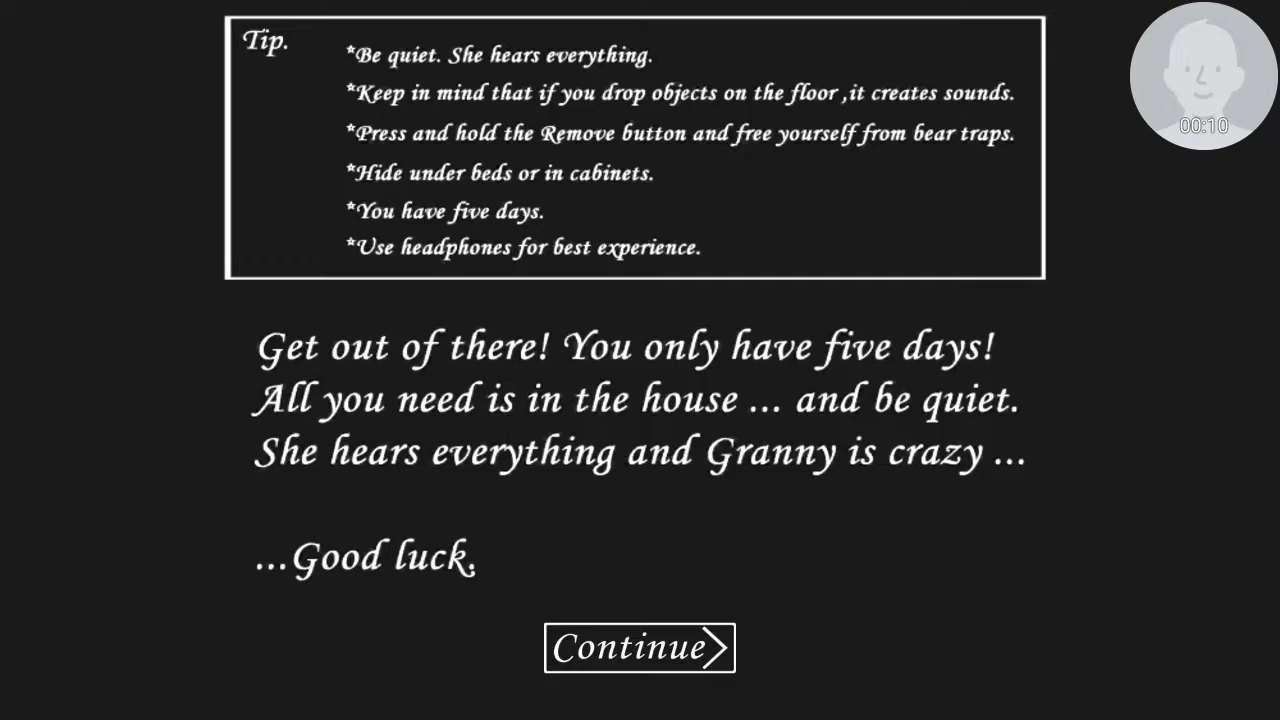 Tip.
*Be quiet. She hears everything.
*Keep in mind that if you drop objects on the floor ,it creates sounds.
*Press and hold the Remove button and free yourself from bear traps.
*Hide under beds or in cabinets.
*You have five days.
*Use headphones for best experience.
00:10
Get out of there! You only have five days!
All you need is in the house ... and be quiet.
She hears everything and Granny is crazy ...
...Good luck.
Continue